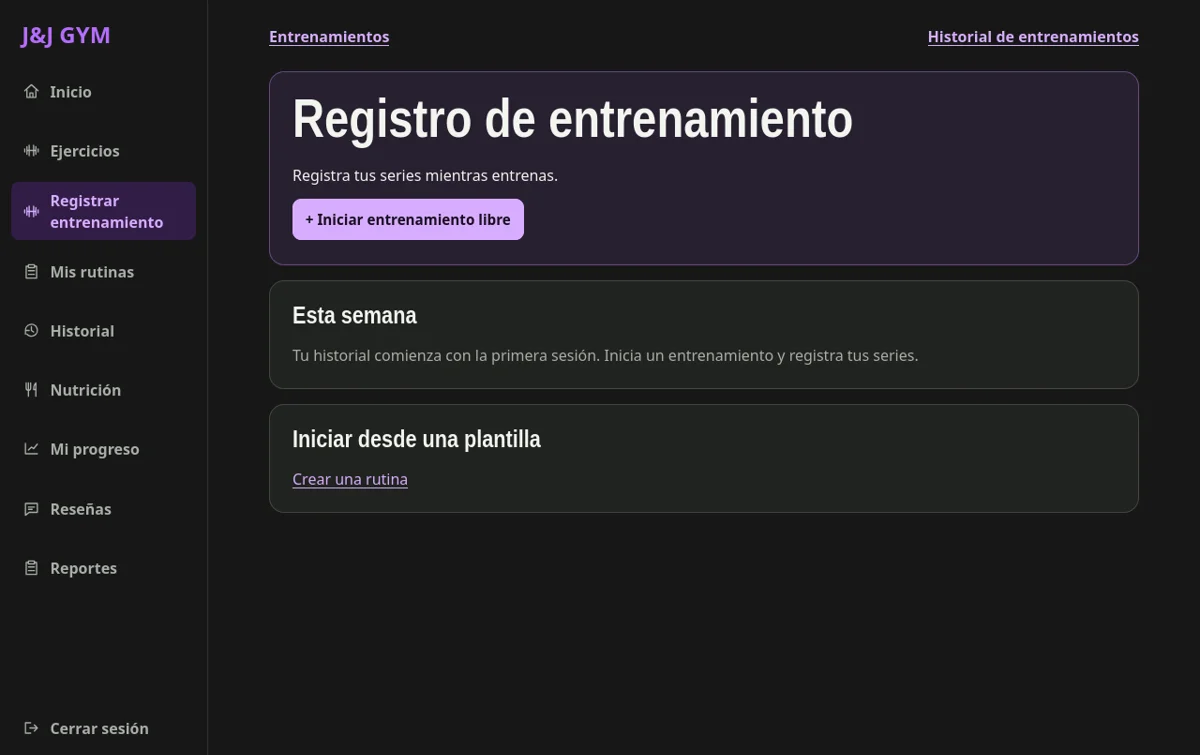 J&J GYM
Inicio
Ejercicios
Registrar
entrenamiento
Mis rutinas
Historial
Nutrición
Mi progreso
Reseñas
Reportes
Cerrar sesión
Entrenamientos
Historial de entrenamientos
Registro de entrenamiento
Registra tus series mientras entrenas.
+ Iniciar entrenamiento libre
Esta semana
Tu historial comienza con la primera sesión. Inicia un entrenamiento y registra tus series.
Iniciar desde una plantilla
Crear una rutina